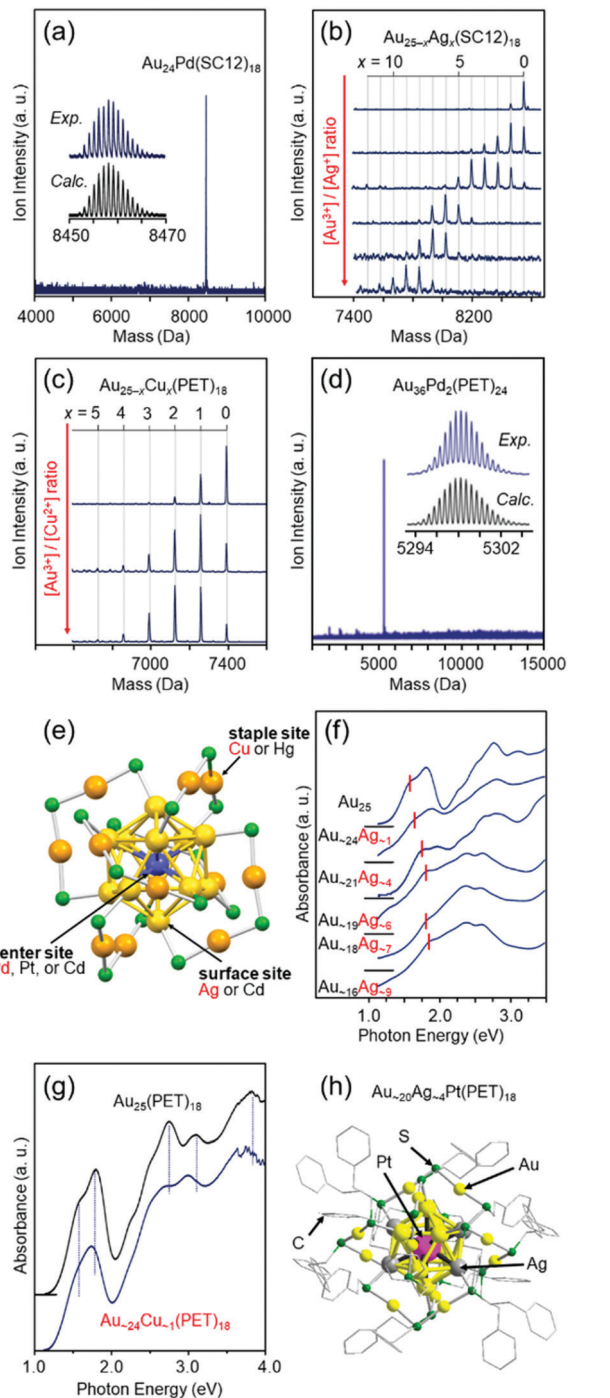 (a)
Au24Pd(SC12)18
Exp.
Calc.
8450 8470
Ion Intensity (a. u.)
4000 6000 8000 10000
Mass (Da)
(b)
Au25–xAgx(SC12)18
x = 10 5 0
Ion Intensity (a. u.)
[Au3+] / [Ag+] ratio
7400 8200
Mass (Da)
(c)
Au25–xCux(PET)18
x = 5 4 3 2 1 0
Ion Intensity (a. u.)
[Au3+] / [Cu2+] ratio
7000 7400
Mass (Da)
(d)
Au36Pd2(PET)24
Exp.
Calc.
5294 5302
Ion Intensity (a. u.)
5000 10000 15000
Mass (Da)
(e)
staple site
Cu or Hg
enter site
d, Pt, or Cd
surface site
Ag or Cd
(f)
Absorbance (a. u.)
Au25
Au~24Ag~1
Au~21Ag~4
Au~19Ag~6
Au~18Ag~7
Au~16Ag~9
1.0 2.0 3.0
Photon Energy (eV)
(g)
Au25(PET)18
Absorbance (a. u.)
Au~24Cu~1(PET)18
1.0 2.0 3.0 4.0
Photon Energy (eV)
(h)
Au~20Ag~4Pt(PET)18
S
Pt
Au
C
Ag